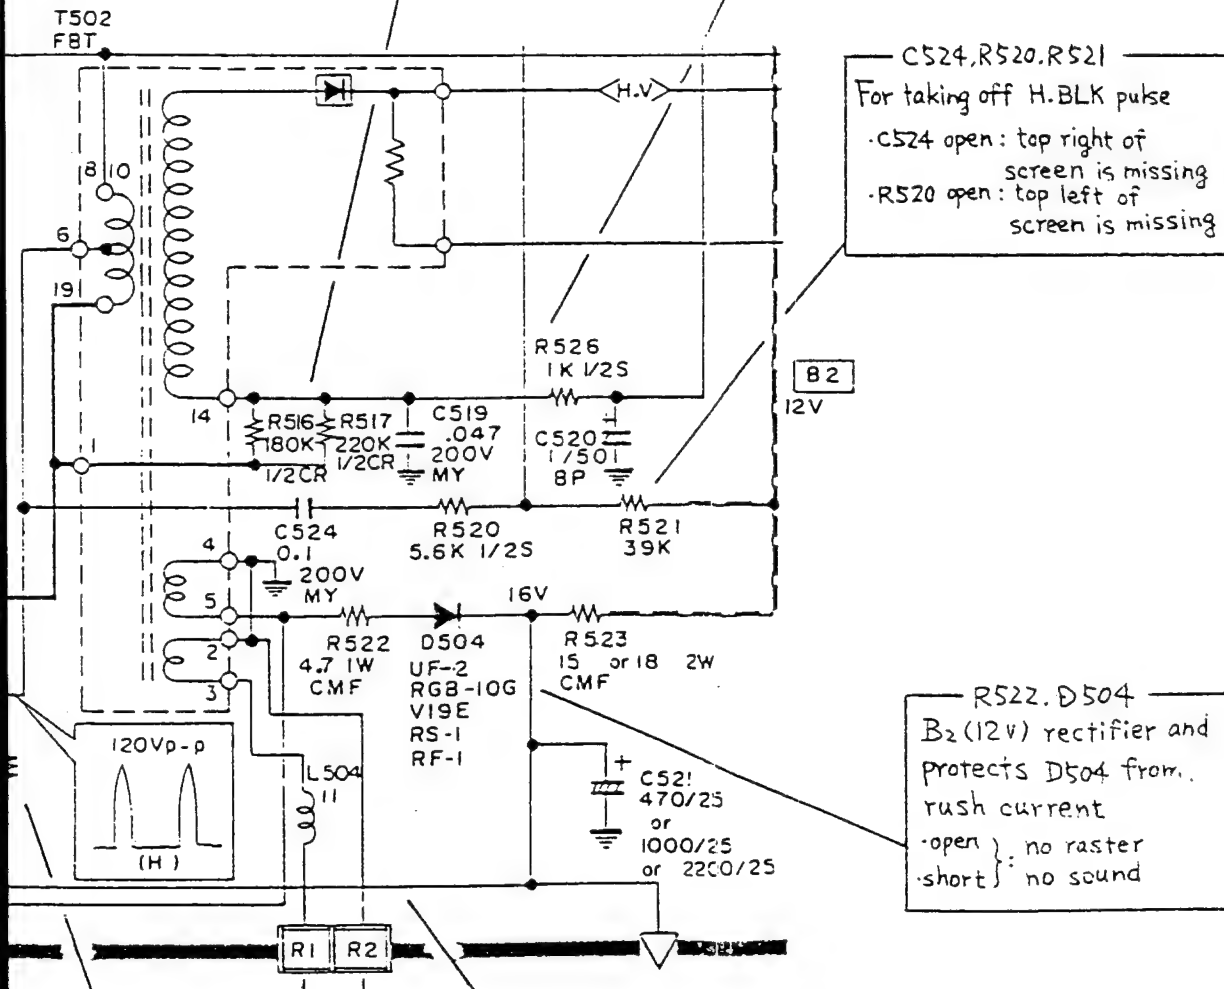 T502
FBT
8
10
6
19
H.V
C524,R520.R521
For taking off H.BLK pulse
·C524 open: top right of
screen is missing
·R520 open: top left of
screen is missing
R526
1K 1/2S
B2
12V
14
R516
180K
1/2CR
R517
220K
1/2CR
C519
.047
200V
MY
+
C520
1/50
BP
1
C524
0.1
200V
MY
R520
5.6K 1/2S
R521
39K
4
5
2
3
R522
4.7 1W
CMF
D504
UF-2
RGB-10G
V19E
RS-1
RF-1
16V
R523
15 or 18 2W
CMF
R522.D504
B2(12V) rectifier and
protects D504 from
rush current
·open
·short
} :
no raster
no sound
120Vp-p
(H)
L504
11
+
C521
470/25
or
1000/25
or 2200/25
R1
R2